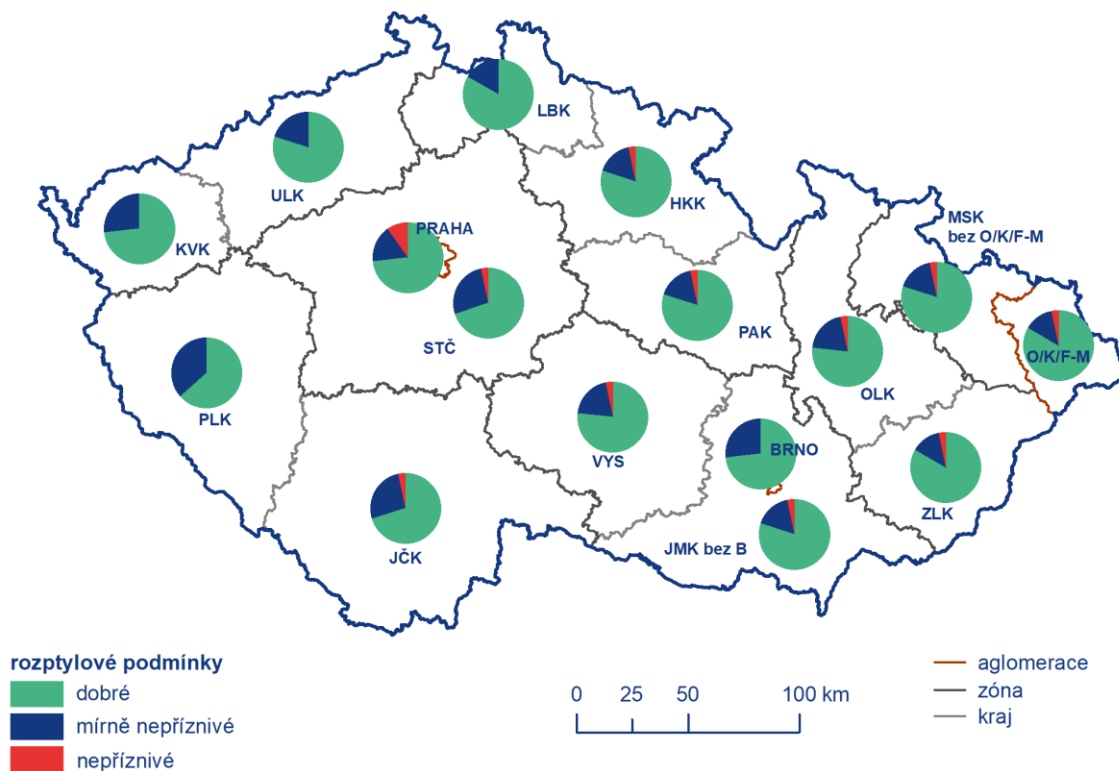 LBK
ULK
HKK
PRAHA
MSK
bez O/K/F-M
KVK
STČ
PAK
O/K/F-M
PLK
OLK
VYS
BRNO
ZLK
JČK
JMK bez B
rozptylové podmínky
dobré
mírně nepříznivé
nepříznivé
0 25 50 100 km
aglomerace
zóna
kraj